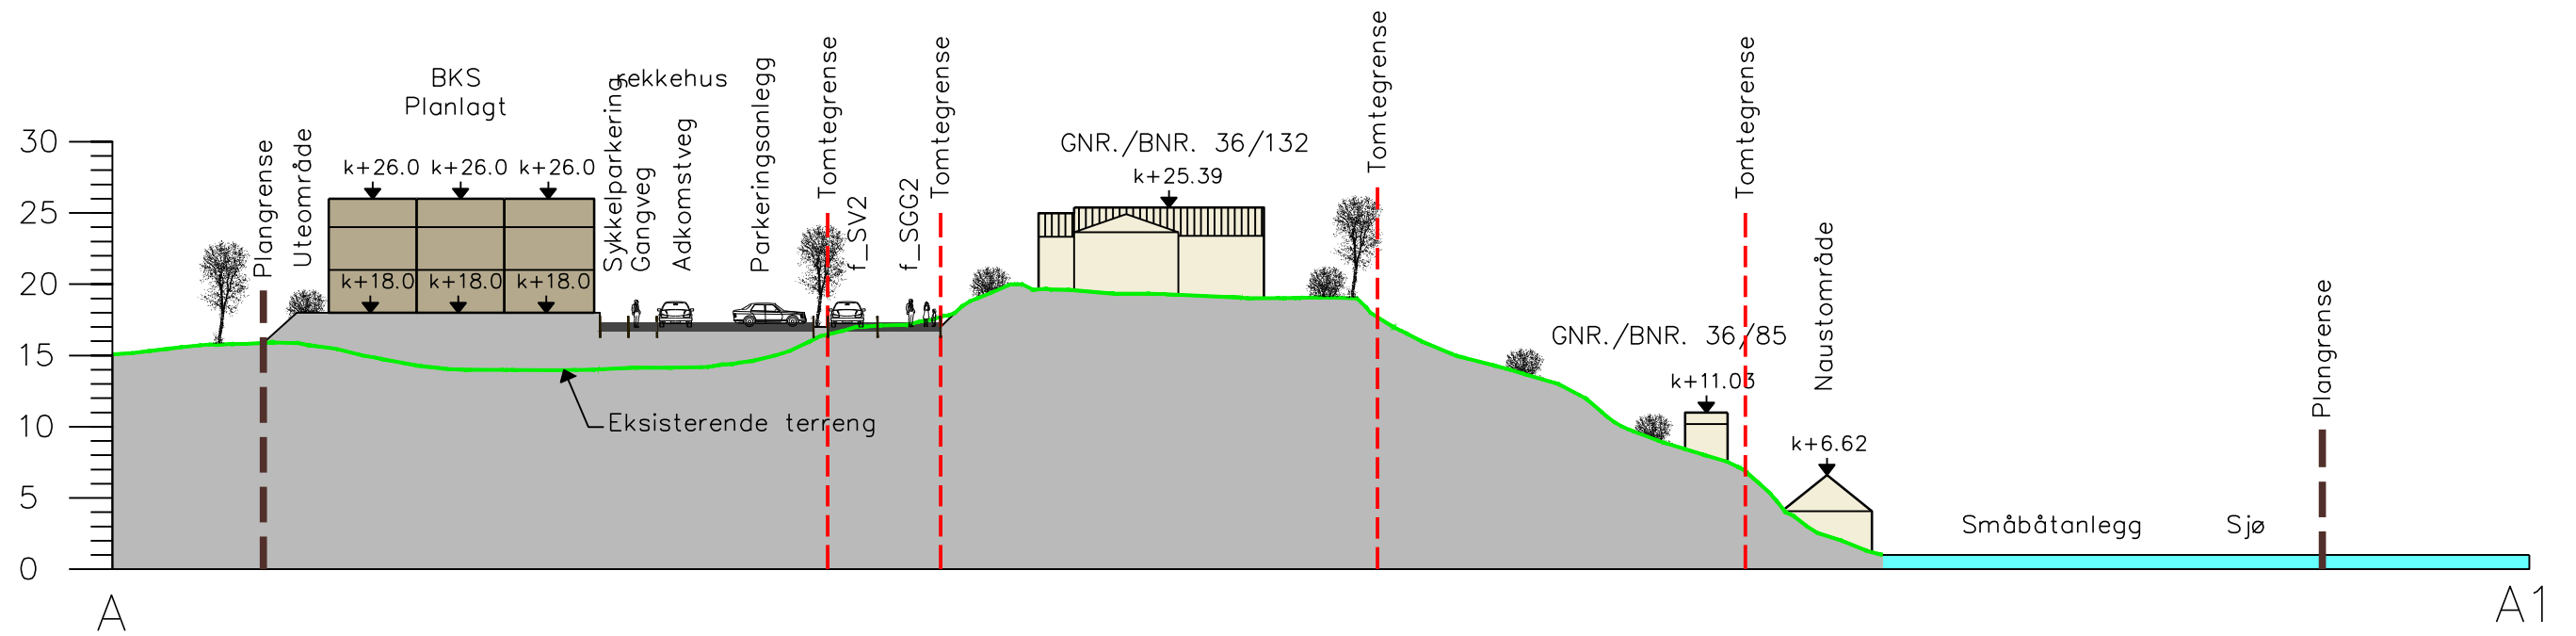 BKS rekkehus
Planlagt
30
25
20
15
10
5
0
Plangrense
Uteområde
k+26.0 k+26.0 k+26.0
k+18.0 k+18.0 k+18.0
Sykkelparkering
Gangveg
Adkomstveg
Parkeringsanlegg
Tomtegrense
f_SV2
f_SGG2
Tomtegrense
Eksisterende terreng
GNR./BNR. 36/132
k+25.39
Tomtegrense
GNR./BNR. 36/85
k+11.03
Tomtegrense
Naustområde
k+6.62
Småbåtanlegg
Sjø
Plangrense
A
A1